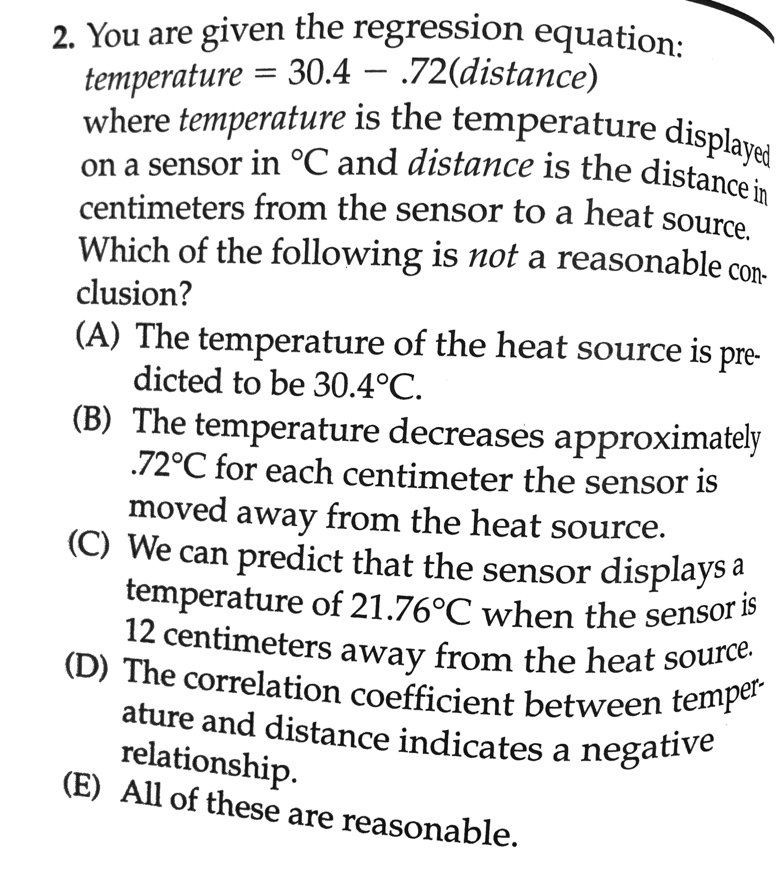 2. You are given the regression equation:
temperature = 30.4 − .72(distance)
where temperature is the temperature displayed
on a sensor in °C and distance is the distance in
centimeters from the sensor to a heat source.
Which of the following is not a reasonable con-
clusion?
(A) The temperature of the heat source is pre-
dicted to be 30.4°C.
(B) The temperature decreases approximately
.72°C for each centimeter the sensor is
moved away from the heat source.
(C) We can predict that the sensor displays a
temperature of 21.76°C when the sensor is
12 centimeters away from the heat source.
(D) The correlation coefficient between temper-
ature and distance indicates a negative
relationship.
(E) All of these are reasonable.